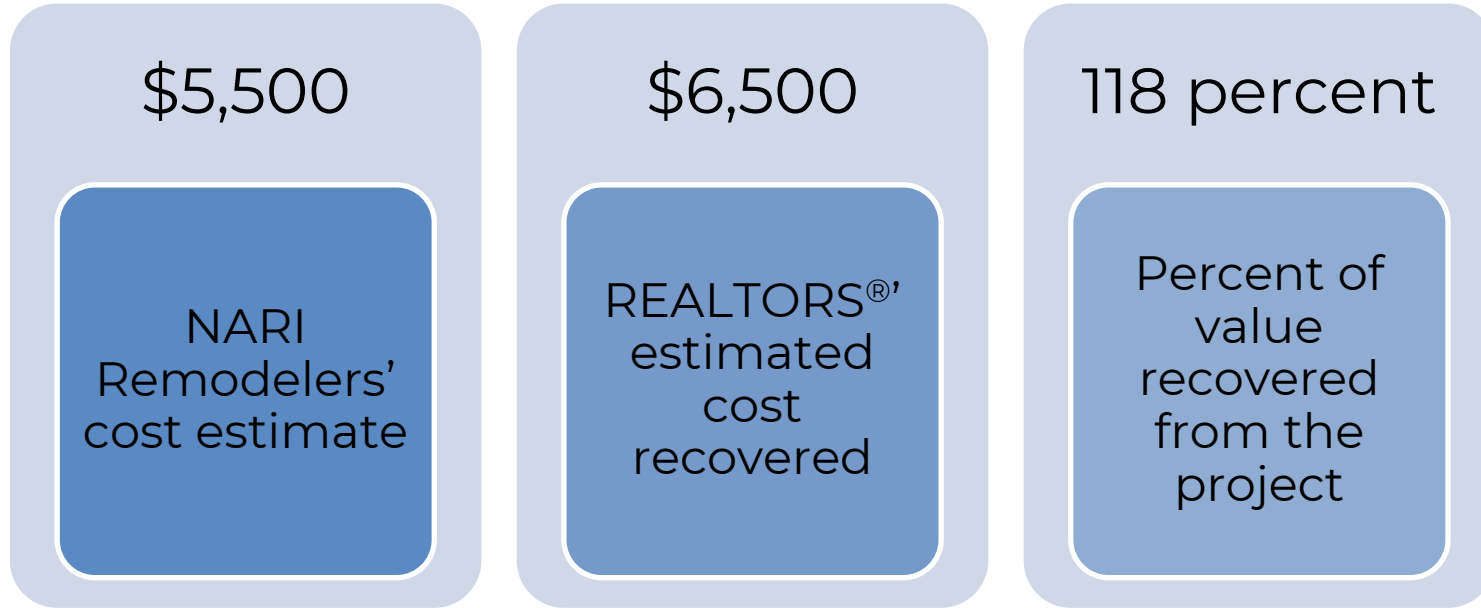 $5,500
NARI
Remodelers’
cost estimate
$6,500
REALTORS®’
estimated
cost
recovered
118 percent
Percent of
value
recovered
from the
project